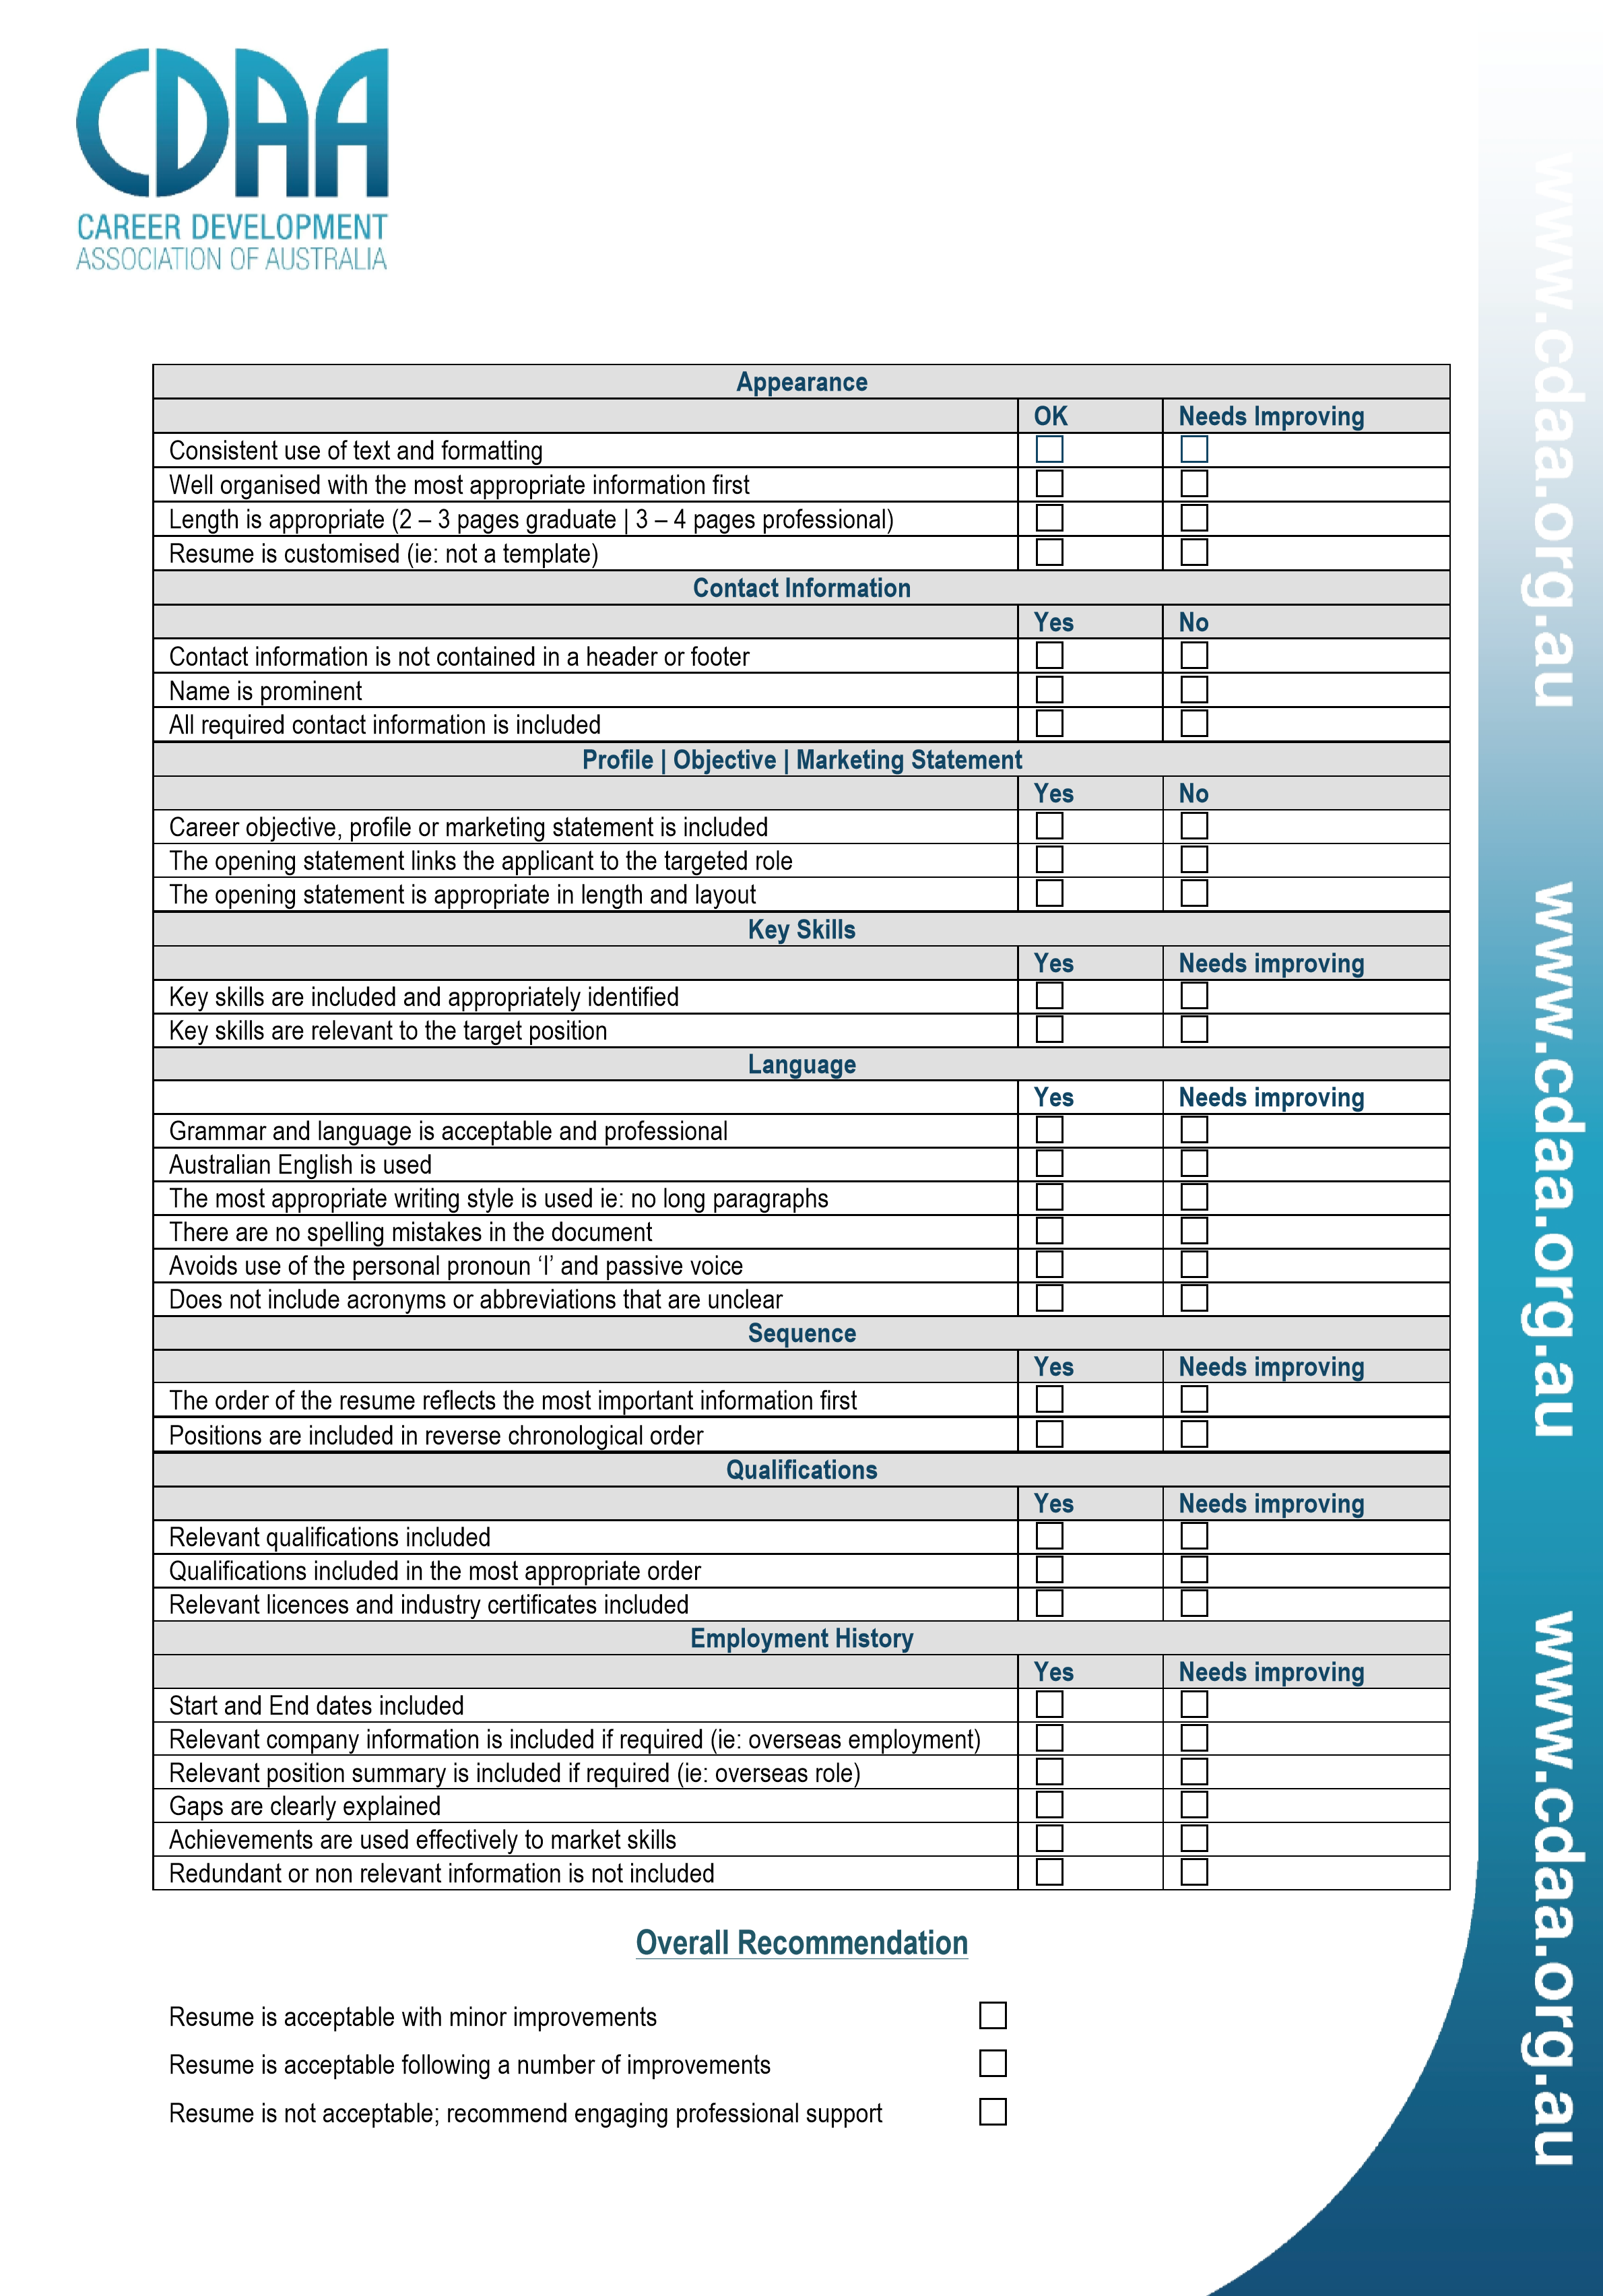 CDAA
CAREER DEVELOPMENT
ASSOCIATION OF AUSTRALIA
Appearance
OK Needs Improving
Consistent use of text and formatting
Well organised with the most appropriate information first
Length is appropriate (2 – 3 pages graduate | 3 – 4 pages professional)
Resume is customised (ie: not a template)
Contact Information
Yes No
Contact information is not contained in a header or footer
Name is prominent
All required contact information is included
Profile | Objective | Marketing Statement
Yes No
Career objective, profile or marketing statement is included
The opening statement links the applicant to the targeted role
The opening statement is appropriate in length and layout
Key Skills
Yes Needs improving
Key skills are included and appropriately identified
Key skills are relevant to the target position
Language
Yes Needs improving
Grammar and language is acceptable and professional
Australian English is used
The most appropriate writing style is used ie: no long paragraphs
There are no spelling mistakes in the document
Avoids use of the personal pronoun ‘I’ and passive voice
Does not include acronyms or abbreviations that are unclear
Sequence
Yes Needs improving
The order of the resume reflects the most important information first
Positions are included in reverse chronological order
Qualifications
Yes Needs improving
Relevant qualifications included
Qualifications included in the most appropriate order
Relevant licences and industry certificates included
Employment History
Yes Needs improving
Start and End dates included
Relevant company information is included if required (ie: overseas employment)
Relevant position summary is included if required (ie: overseas role)
Gaps are clearly explained
Achievements are used effectively to market skills
Redundant or non relevant information is not included
Overall Recommendation
Resume is acceptable with minor improvements
Resume is acceptable following a number of improvements
Resume is not acceptable; recommend engaging professional support
www.cdaa.org.au
www.cdaa.org.au
www.cdaa.org.au